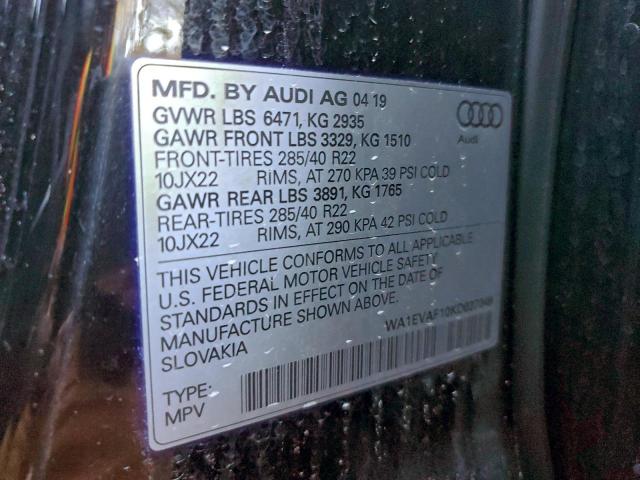 MFD. BY AUDI AG 04 19
GVWR LBS 6471, KG 2935
GAWR FRONT LBS 3329, KG 1510
FRONT-TIRES 285/40 R22
10JX22 RIMS, AT 270 KPA 39 PSI COLD
GAWR REAR LBS 3891, KG 1765
REAR-TIRES 285/40 R22
10JX22 RIMS, AT 290 KPA 42 PSI COLD
Audi
THIS VEHICLE CONFORMS TO ALL APPLICABLE
U.S. FEDERAL MOTOR VEHICLE SAFETY
STANDARDS IN EFFECT ON THE DATE OF
MANUFACTURE SHOWN ABOVE.
SLOVAKIA
TYPE:
MPV